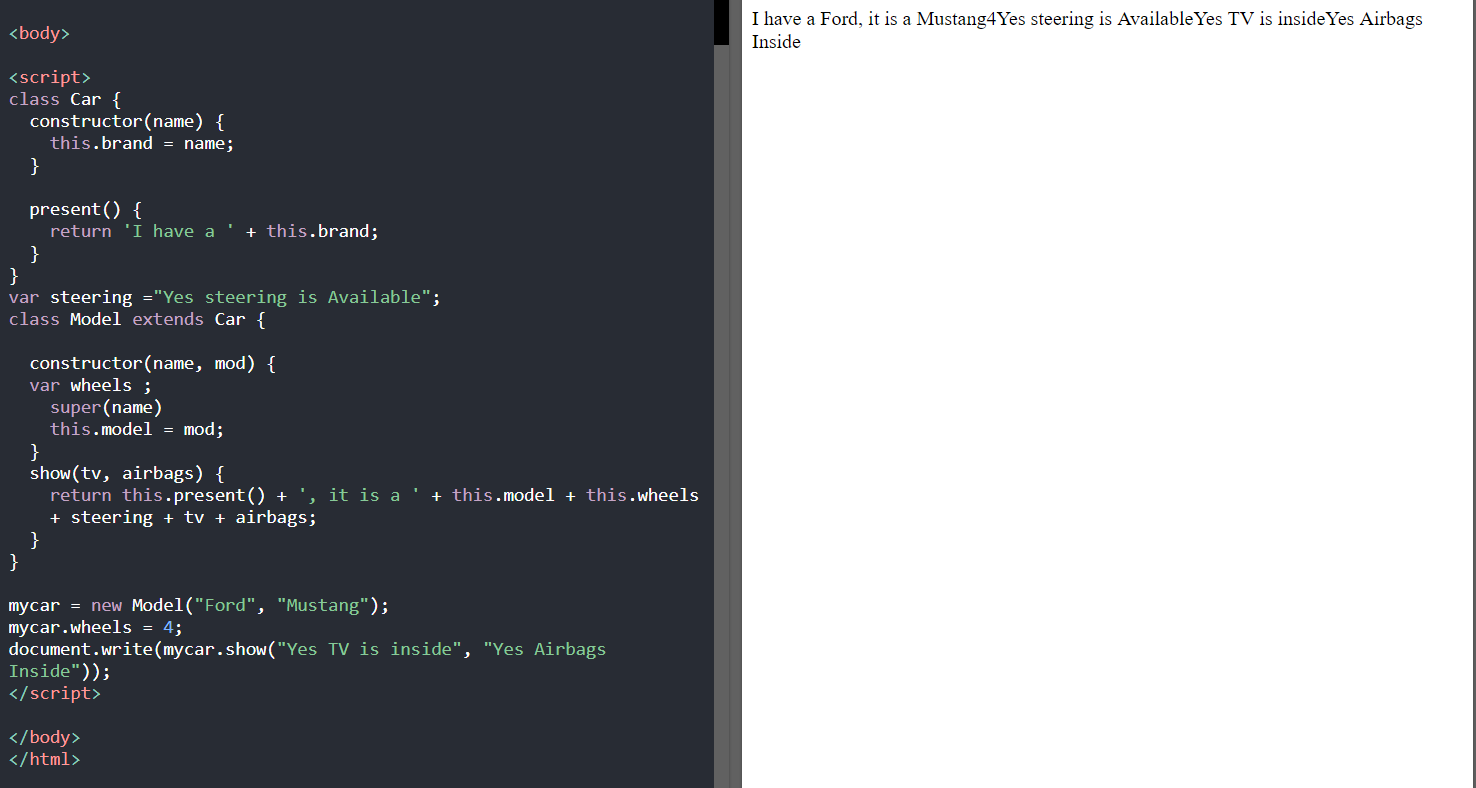 <body>
<script>
class Car {
constructor(name) {
this.brand = name;
}
present() {
return 'I have a ' + this.brand;
}
}
var steering ="Yes steering is Available";
class Model extends Car {
constructor(name, mod) {
var wheels ;
super(name)
this.model = mod;
}
show(tv, airbags) {
return this.present() + ', it is a ' + this.model + this.wheels
+ steering + tv + airbags;
}
}
mycar = new Model("Ford", "Mustang");
mycar.wheels = 4;
document.write(mycar.show("Yes TV is inside", "Yes Airbags
Inside"));
</script>
</body>
</html>
I have a Ford, it is a Mustang4Yes steering is AvailableYes TV is insideYes Airbags
Inside